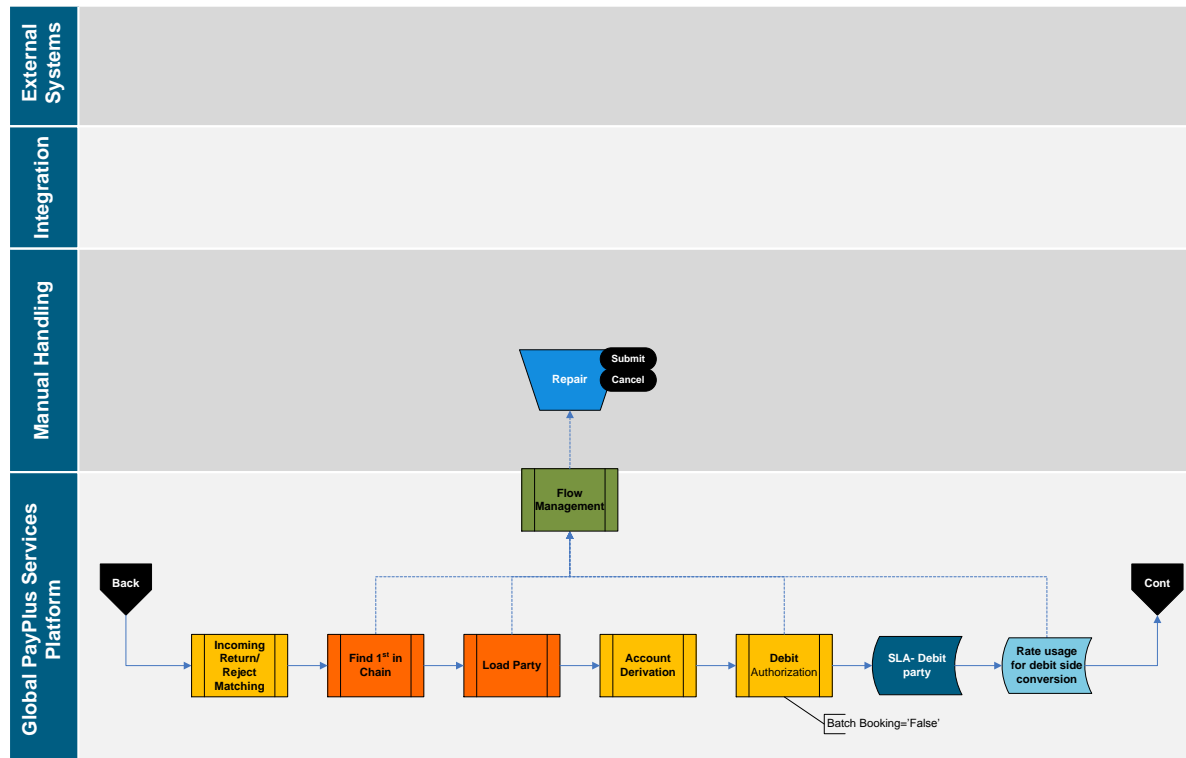 External
Systems
Integration
Manual Handling
Repair
Submit
Cancel
Global PayPlus Services
Platform
Flow
Management
Back
Cont
Incoming
Return/
Reject
Matching
Find 1st in
Chain
Load Party
Account
Derivation
Debit
Authorization
SLA- Debit
party
Rate usage
for debit side
conversion
Batch Booking=’False’